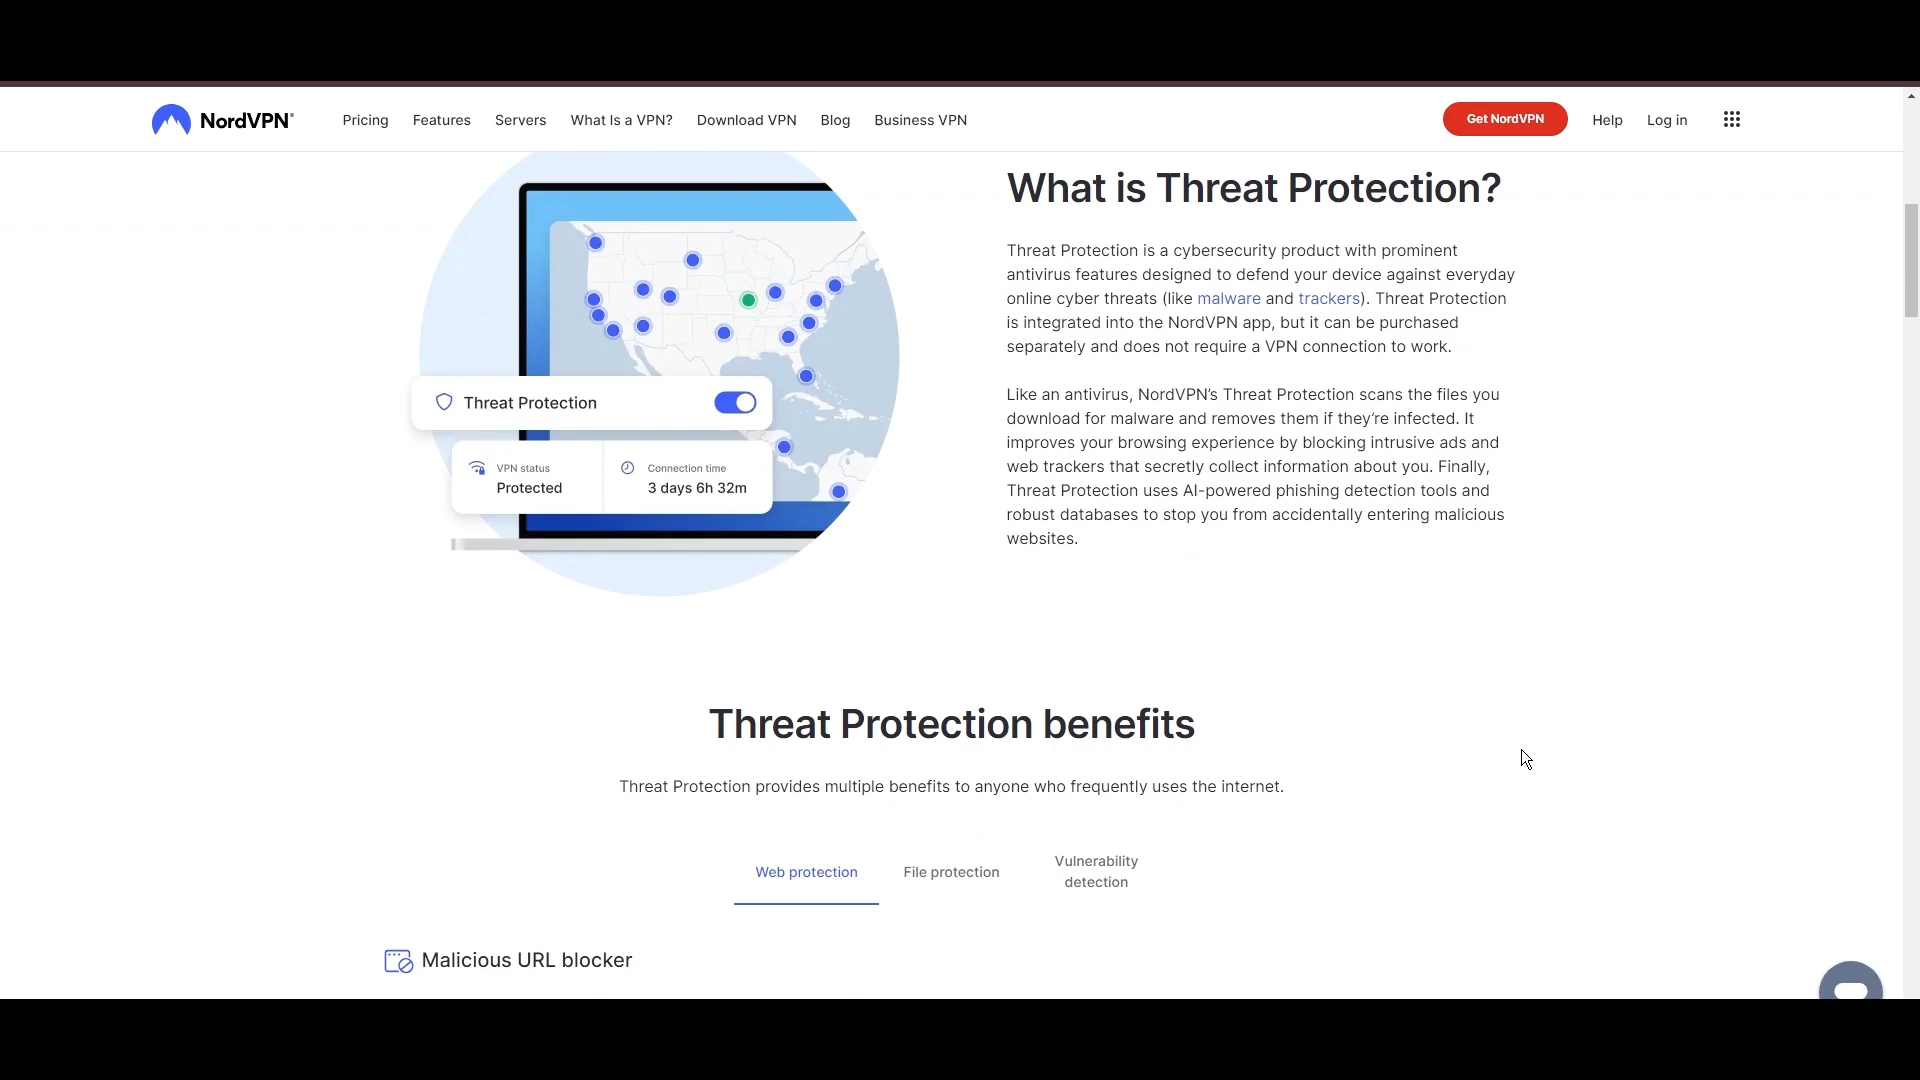 NordVPN®
Pricing
Features
Servers
What Is a VPN?
Download VPN
Blog
Business VPN
Get NordVPN
Help
Log in
Threat Protection
VPN status
Protected
Connection time
3 days 6h 32m
What is Threat Protection?
Threat Protection is a cybersecurity product with prominent
antivirus features designed to defend your device against everyday
online cyber threats (like malware and trackers). Threat Protection
is integrated into the NordVPN app, but it can be purchased
separately and does not require a VPN connection to work.
Like an antivirus, NordVPN’s Threat Protection scans the files you
download for malware and removes them if they’re infected. It
improves your browsing experience by blocking intrusive ads and
web trackers that secretly collect information about you. Finally,
Threat Protection uses AI-powered phishing detection tools and
robust databases to stop you from accidentally entering malicious
websites.
Threat Protection benefits
Threat Protection provides multiple benefits to anyone who frequently uses the internet.
Web protection
File protection
Vulnerability
detection
Malicious URL blocker